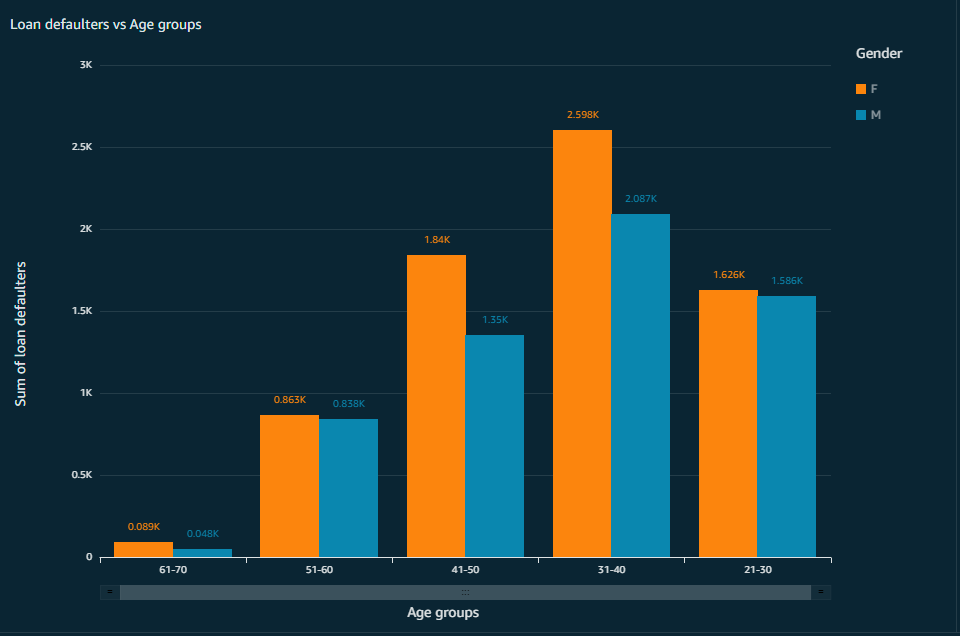 Loan defaulters vs Age groups
Gender
F
M
3K
2.5K
2K
1.5K
1K
0.5K
0
Sum of loan defaulters
0.089K
0.048K
0.863K
0.838K
1.84K
1.35K
2.598K
2.087K
1.626K
1.586K
61-70
51-60
41-50
31-40
21-30
Age groups